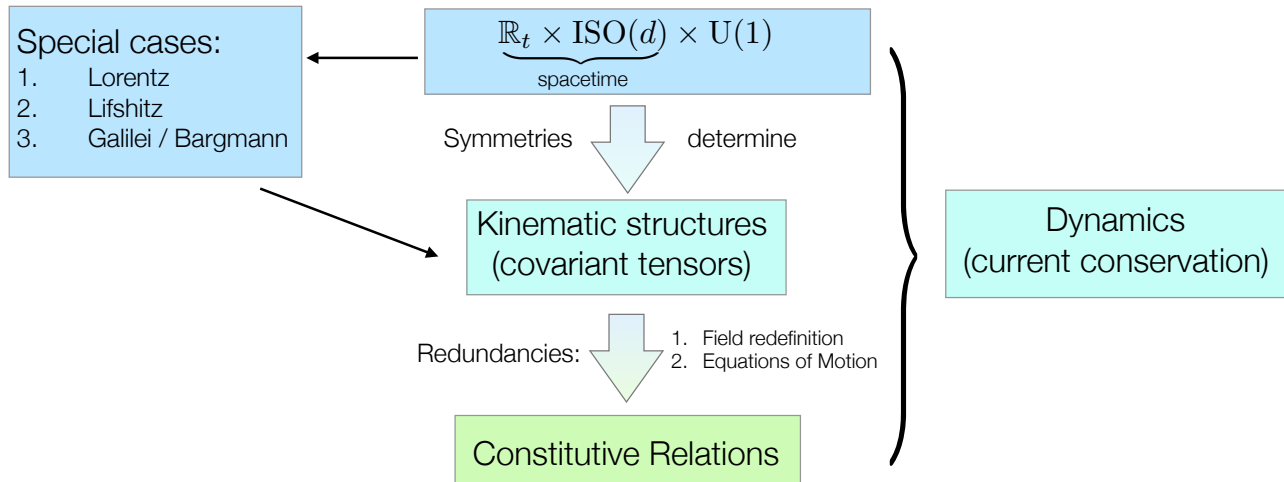 Special cases:
1. Lorentz
2. Lifshitz
3. Galilei / Bargmann
ℝₜ × ISO(d) × U(1)
spacetime
Symmetries determine
Kinematic structures
(covariant tensors)
Redundancies:
1. Field redefinition
2. Equations of Motion
Constitutive Relations
Dynamics
(current conservation)